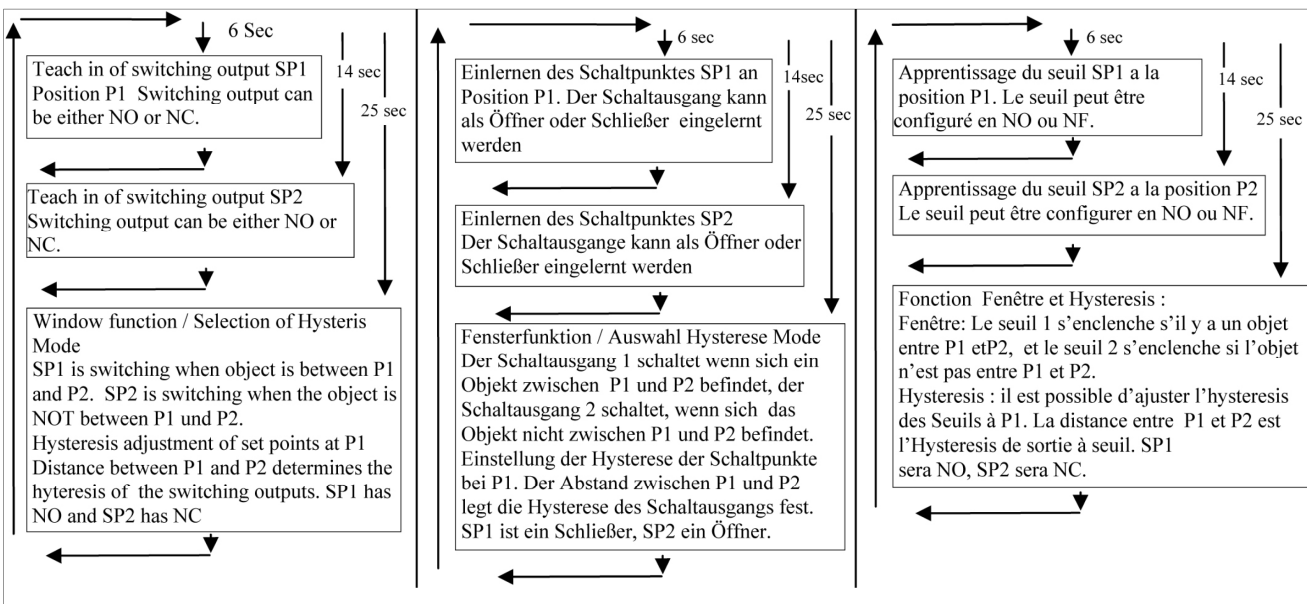 6 Sec
14 sec
25 sec
Teach in of switching output SP1
Position P1 Switching output can
be either NO or NC.
Teach in of switching output SP2
Switching output can be either NO or
NC.
Window function / Selection of Hysteris
Mode
SP1 is switching when object is between P1
and P2. SP2 is switching when the object is
NOT between P1 und P2.
Hysteresis adjustment of set points at P1
Distance between P1 and P2 determines the
hyteresis of the switching outputs. SP1 has
NO and SP2 has NC
6 sec
14sec
25 sec
Einlernen des Schaltpunktes SP1 an
Position P1. Der Schaltausgang kann
als Öffner oder Schließer eingelernt
werden
Einlernen des Schaltpunktes SP2
Der Schaltausgange kann als Öffner oder
Schließer eingelernt werden
Fensterfunktion / Auswahl Hysterese Mode
Der Schaltausgang 1 schaltet wenn sich ein
Objekt zwischen P1 und P2 befindet, der
Schaltausgang 2 schaltet, wenn sich das
Objekt nicht zwischen P1 und P2 befindet.
Einstellung der Hysterese der Schaltpunkte
bei P1. Der Abstand zwischen P1 und P2
legt die Hysterese des Schaltausgangs fest.
SP1 ist ein Schließer, SP2 ein Öffner.
6 sec
14 sec
25 sec
Apprentissage du seuil SP1 a la
position P1. Le seuil peut être
configuré en NO ou NF.
Apprentissage du seuil SP2 a la position P2
Le seuil peut être configurer en NO ou NF.
Fonction Fenêtre et Hysteresis :
Fenêtre: Le seuil 1 s’enclenche s’il y a un objet
entre P1 etP2, et le seuil 2 s’enclenche si l’objet
n’est pas entre P1 et P2.
Hysteresis : il est possible d’ajuster l’hysteresis
des Seuils à P1. La distance entre P1 et P2 est
l’Hysteresis de sortie à seuil. SP1
sera NO, SP2 sera NC.